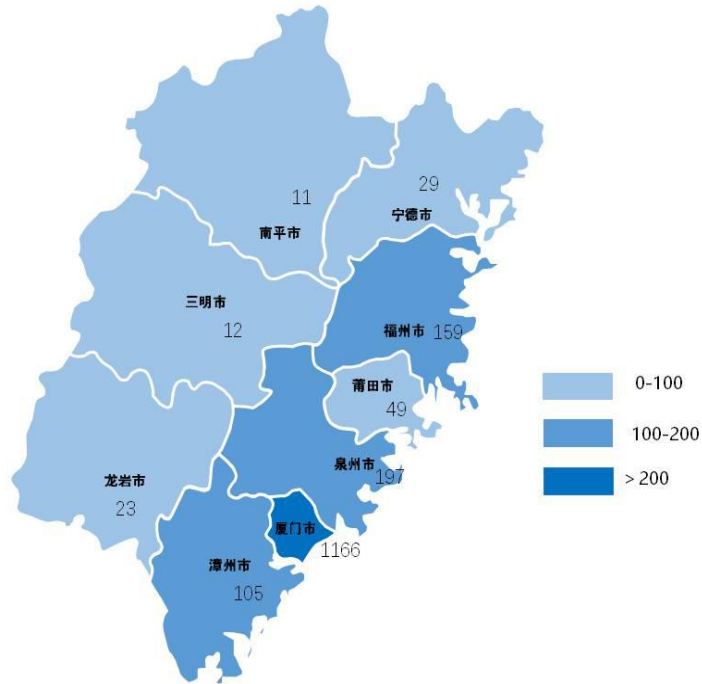 11
南平市
29
宁德市
三明市
12
福州市 159
莆田市
49
0-100
100-200
>200
泉州市
197
龙岩市
23
厦门市
1166
漳州市
105